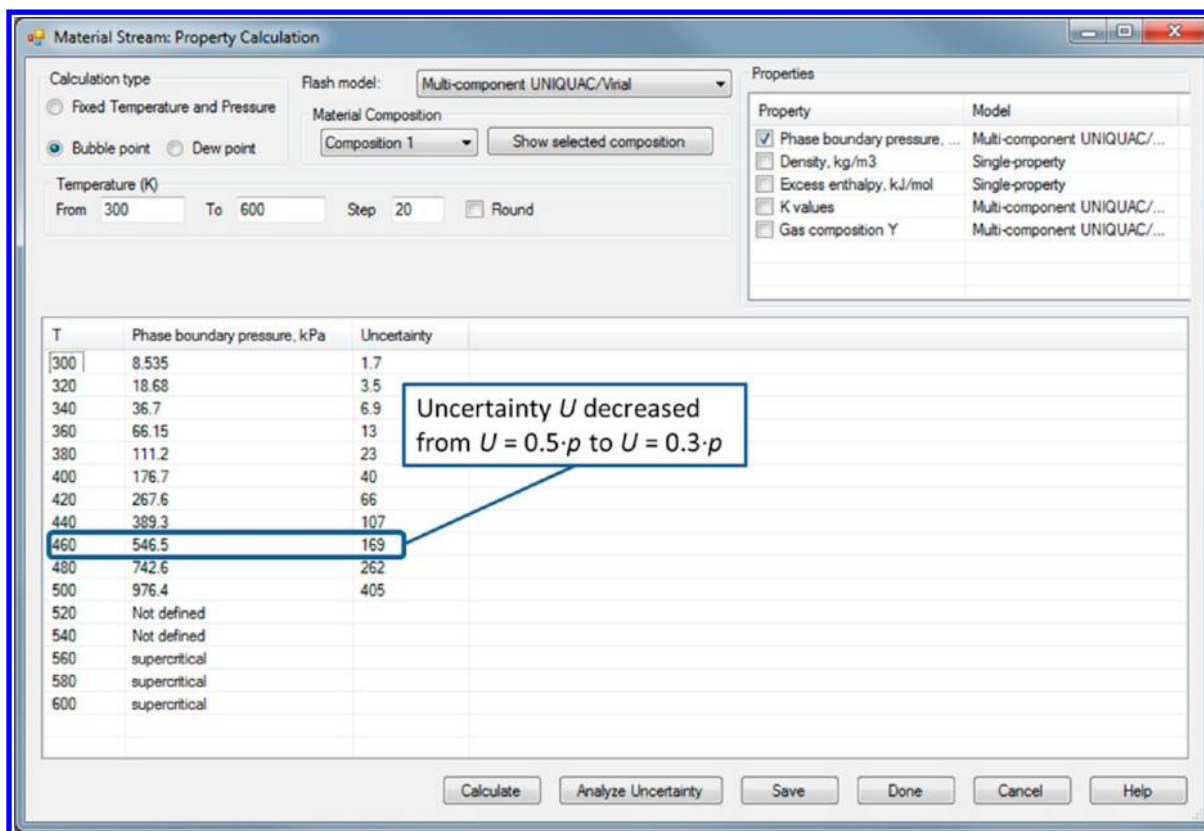 Material Stream: Property Calculation
Calculation type
Fixed Temperature and Pressure
Bubble point Dew point
Flash model: Multi-component UNIQUAC/Virial
Material Composition
Composition 1 Show selected composition
Temperature (K)
From 300 To 600 Step 20 Round
Properties
Property Model
Phase boundary pressure, ... Multi-component UNIQUAC/...
Density, kg/m3 Single-property
Excess enthalpy, kJ/mol Single-property
K values Multi-component UNIQUAC/...
Gas composition Y Multi-component UNIQUAC/...
T Phase boundary pressure, kPa Uncertainty
300 8.535 1.7
320 18.68 3.5
340 36.7 6.9
360 66.15 13
380 111.2 23
400 176.7 40
420 267.6 66
440 389.3 107
460 546.5 169
480 742.6 262
500 976.4 405
520 Not defined
540 Not defined
560 supercritical
580 supercritical
600 supercritical
Uncertainty U decreased
from U = 0.5·p to U = 0.3·p
Calculate Analyze Uncertainty Save Done Cancel Help